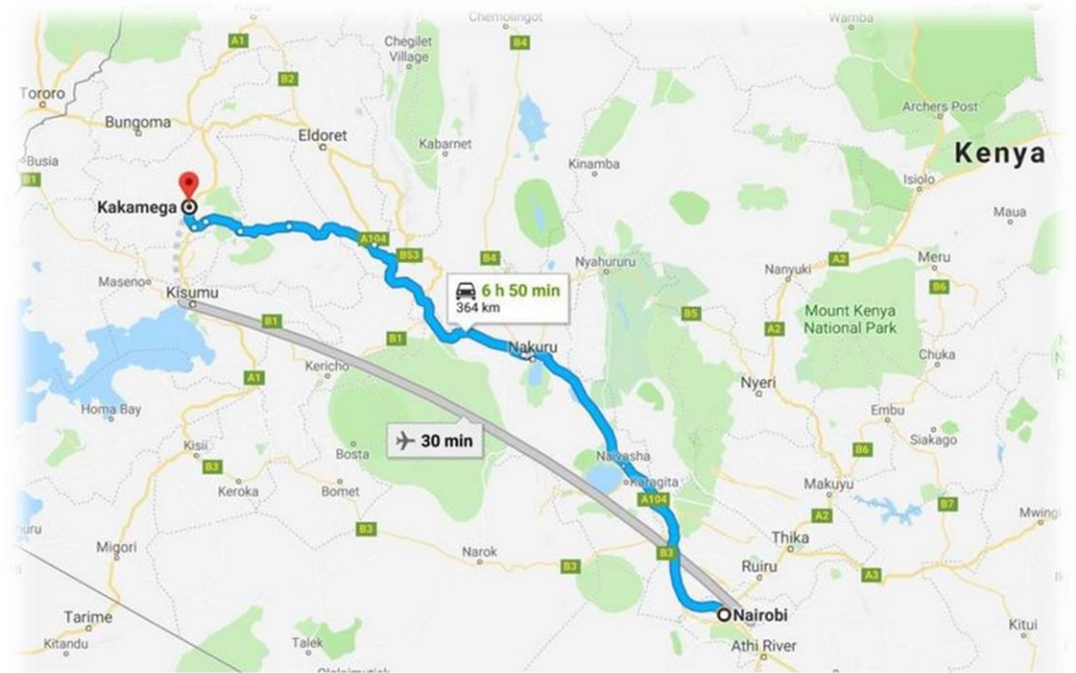 Chemolingot
Wamba
A1
Chegilet
Village
B4
B2
Tororo
Archers Post
Bungoma
Eldoret
Kabarnet
Kenya
Busia
Kinamba
B1
Isiolo
Kakamega
Maua
A104
B53
B4
Nyahururu
A2
Meru
Nanyuki
Maseno
6 h 50 min
364 km
B6
Kisumu
Mount Kenya
National Park
B1
B5
A2
B1
Nakuru
Chuka
Kericho
A1
Nyeri
Homa Bay
Embu
30 min
Siakago
Kisii
Bosta
B6
Naivasha
B3
Karagita
Keroka
Bomet
Makuyu
A104
B7
A2
Mwingi
B3
Migori
Thika
Narok
B3
B3
Ruiru
A3
Tarime
Nairobi
Kitui
Kitandu
Talek
Athi River